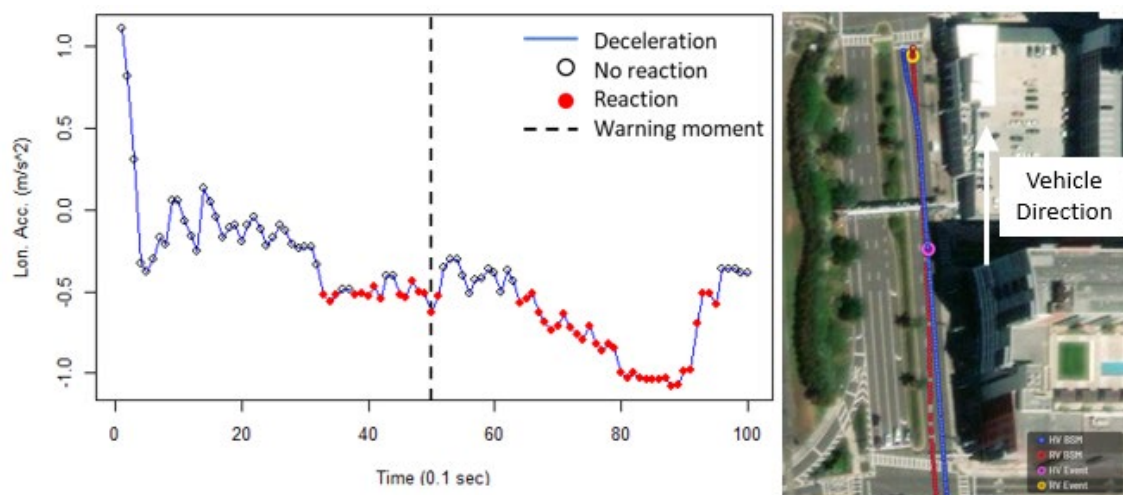 Lon. Acc. (m/s^2)
1.0
0.5
0.0
-0.5
-1.0
Deceleration
No reaction
Reaction
Warning moment
0 20 40 60 80 100
Time (0.1 sec)
Vehicle
Direction
HV BSM
RV BSM
HV Event
RV Event